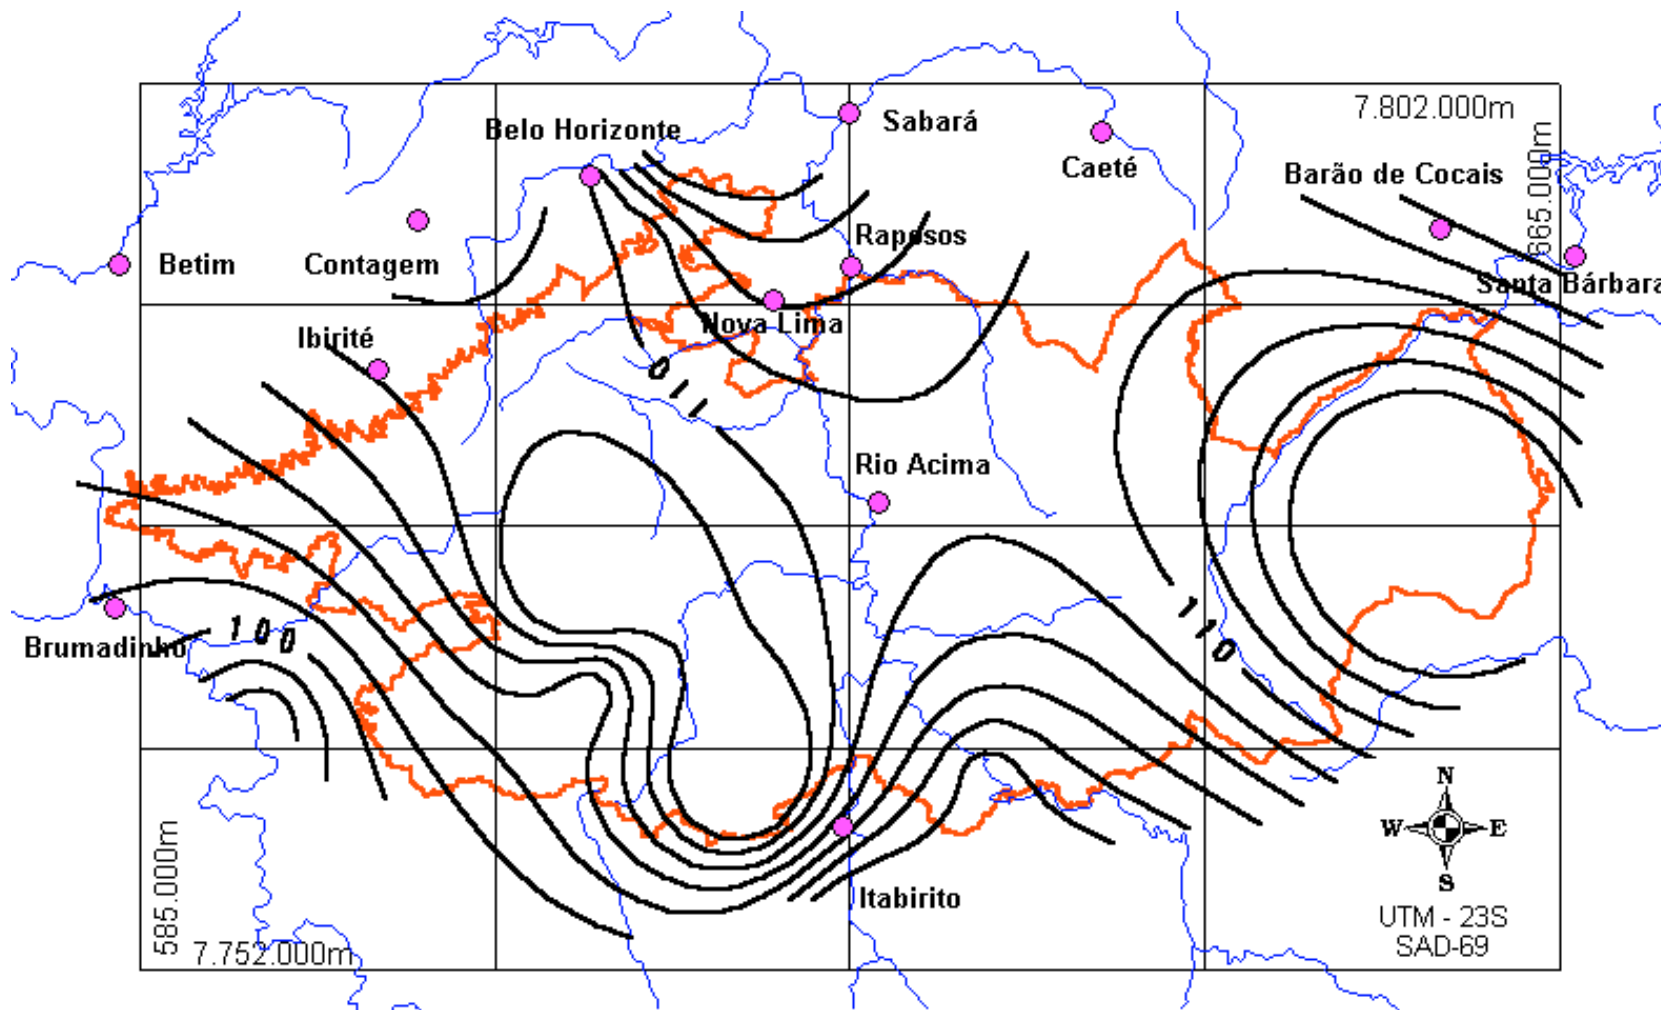 7.802.000m
Sabará
Belo Horizonte
665.000m
Caeté
Barão de Cocais
Raposos
Betim
Contagem
Santa Bárbara
Nova Lima
Ibirité
110
Rio Acima
110
100
Brumadinho
N
W E
S
585.000m
Itabirito
UTM - 23S
SAD-69
7.752.000m